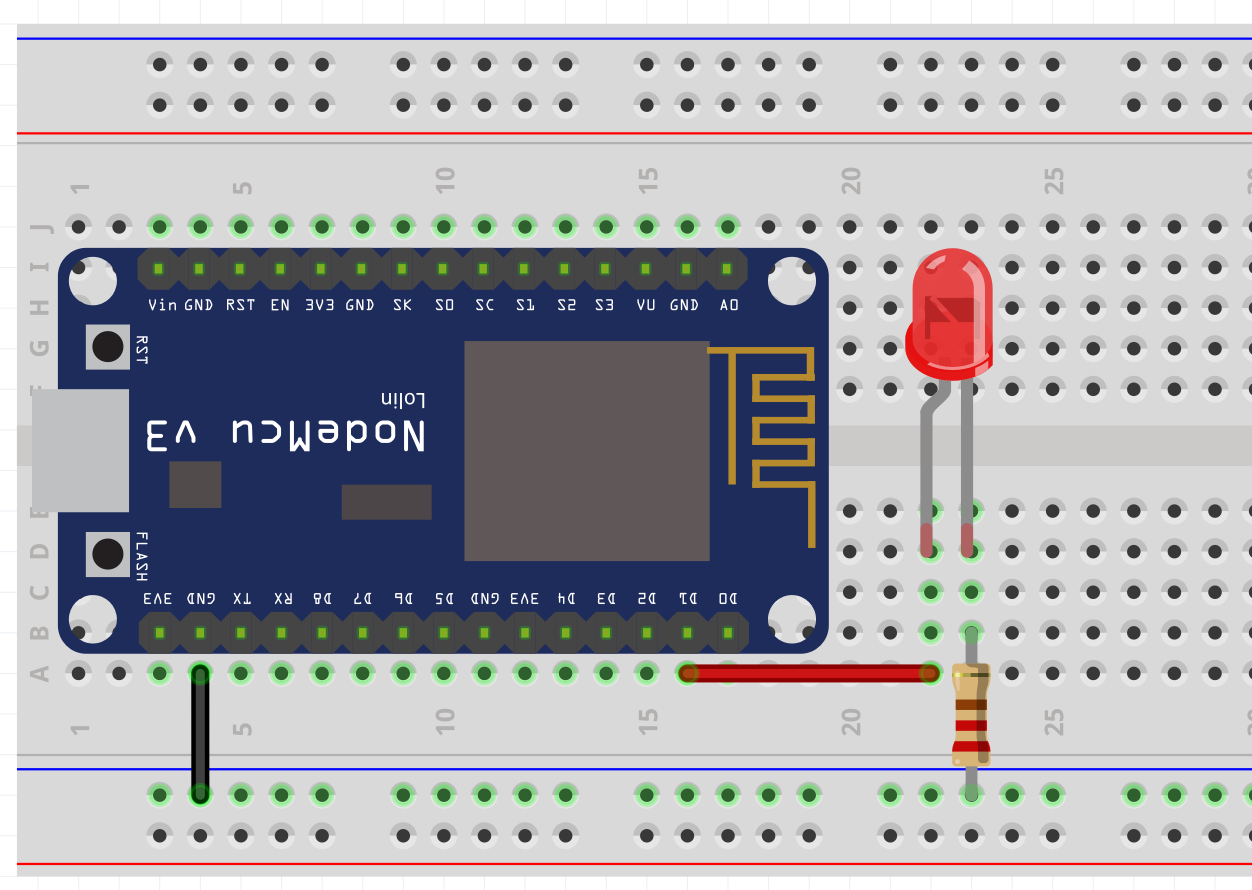 1 5 10 15 20 25
J
I
Vin GND RST EN 3V3 GND SK SO SC S1 S2 S3 VU GND AO
H
G
RST
Lolin
NodeMcu v3
D
FLASH
C
3V3 GND TX RX D8 D7 D6 D5 GND 3V3 D4 D3 D2 D1 D0
B
A
1 5 10 15 20 25